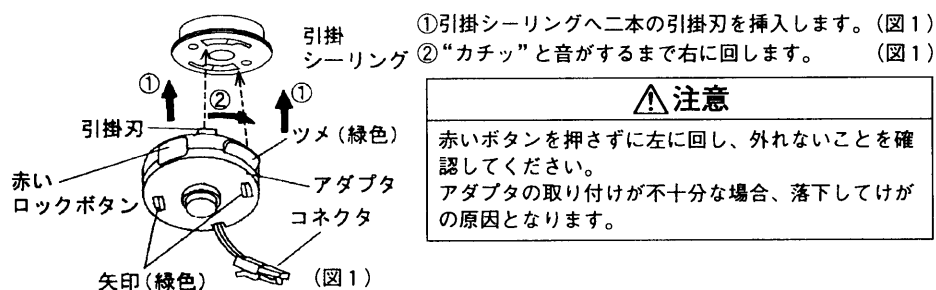 引掛
シーリング
①
①
②
引掛刃
ツメ(緑色)
赤い
ロックボタン
アダプタ
コネクタ
矢印(緑色)
(図1)
①引掛シーリングへ二本の引掛刃を挿入します。(図1)
②“カチッ”と音がするまで右に回します。 (図1)
注意
赤いボタンを押さずに左に回し、外れないことを確
認してください。
アダプタの取り付けが不十分な場合、落下してけが
の原因となります。